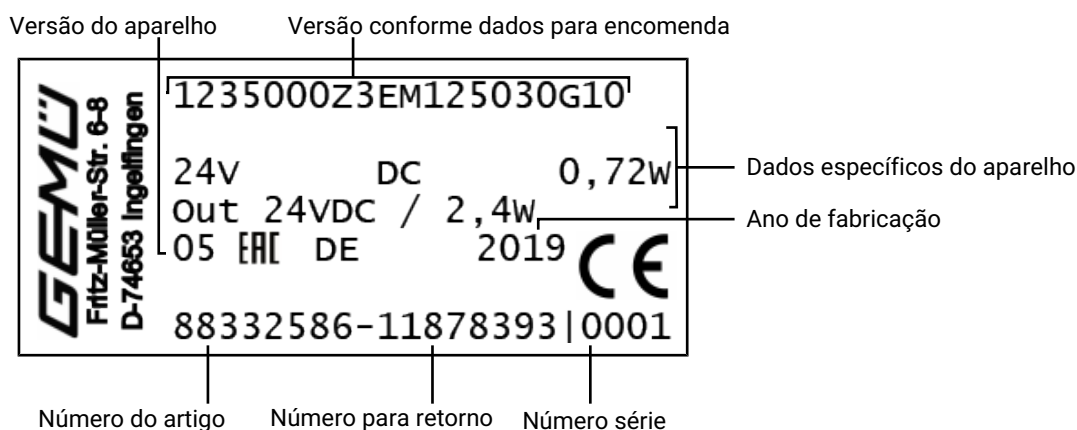 Versão do aparelho
Versão conforme dados para encomenda
GEMÜ
Fritz-Müller-Str. 6-8
D-74653 Ingelfingen
1235000Z3EM125030G10
24V DC 0,72W
Out 24VDC / 2,4W
05 EAC DE 2019 CE
88332586-11878393|0001
Dados específicos do aparelho
Ano de fabricação
Número do artigo
Número para retorno
Número série